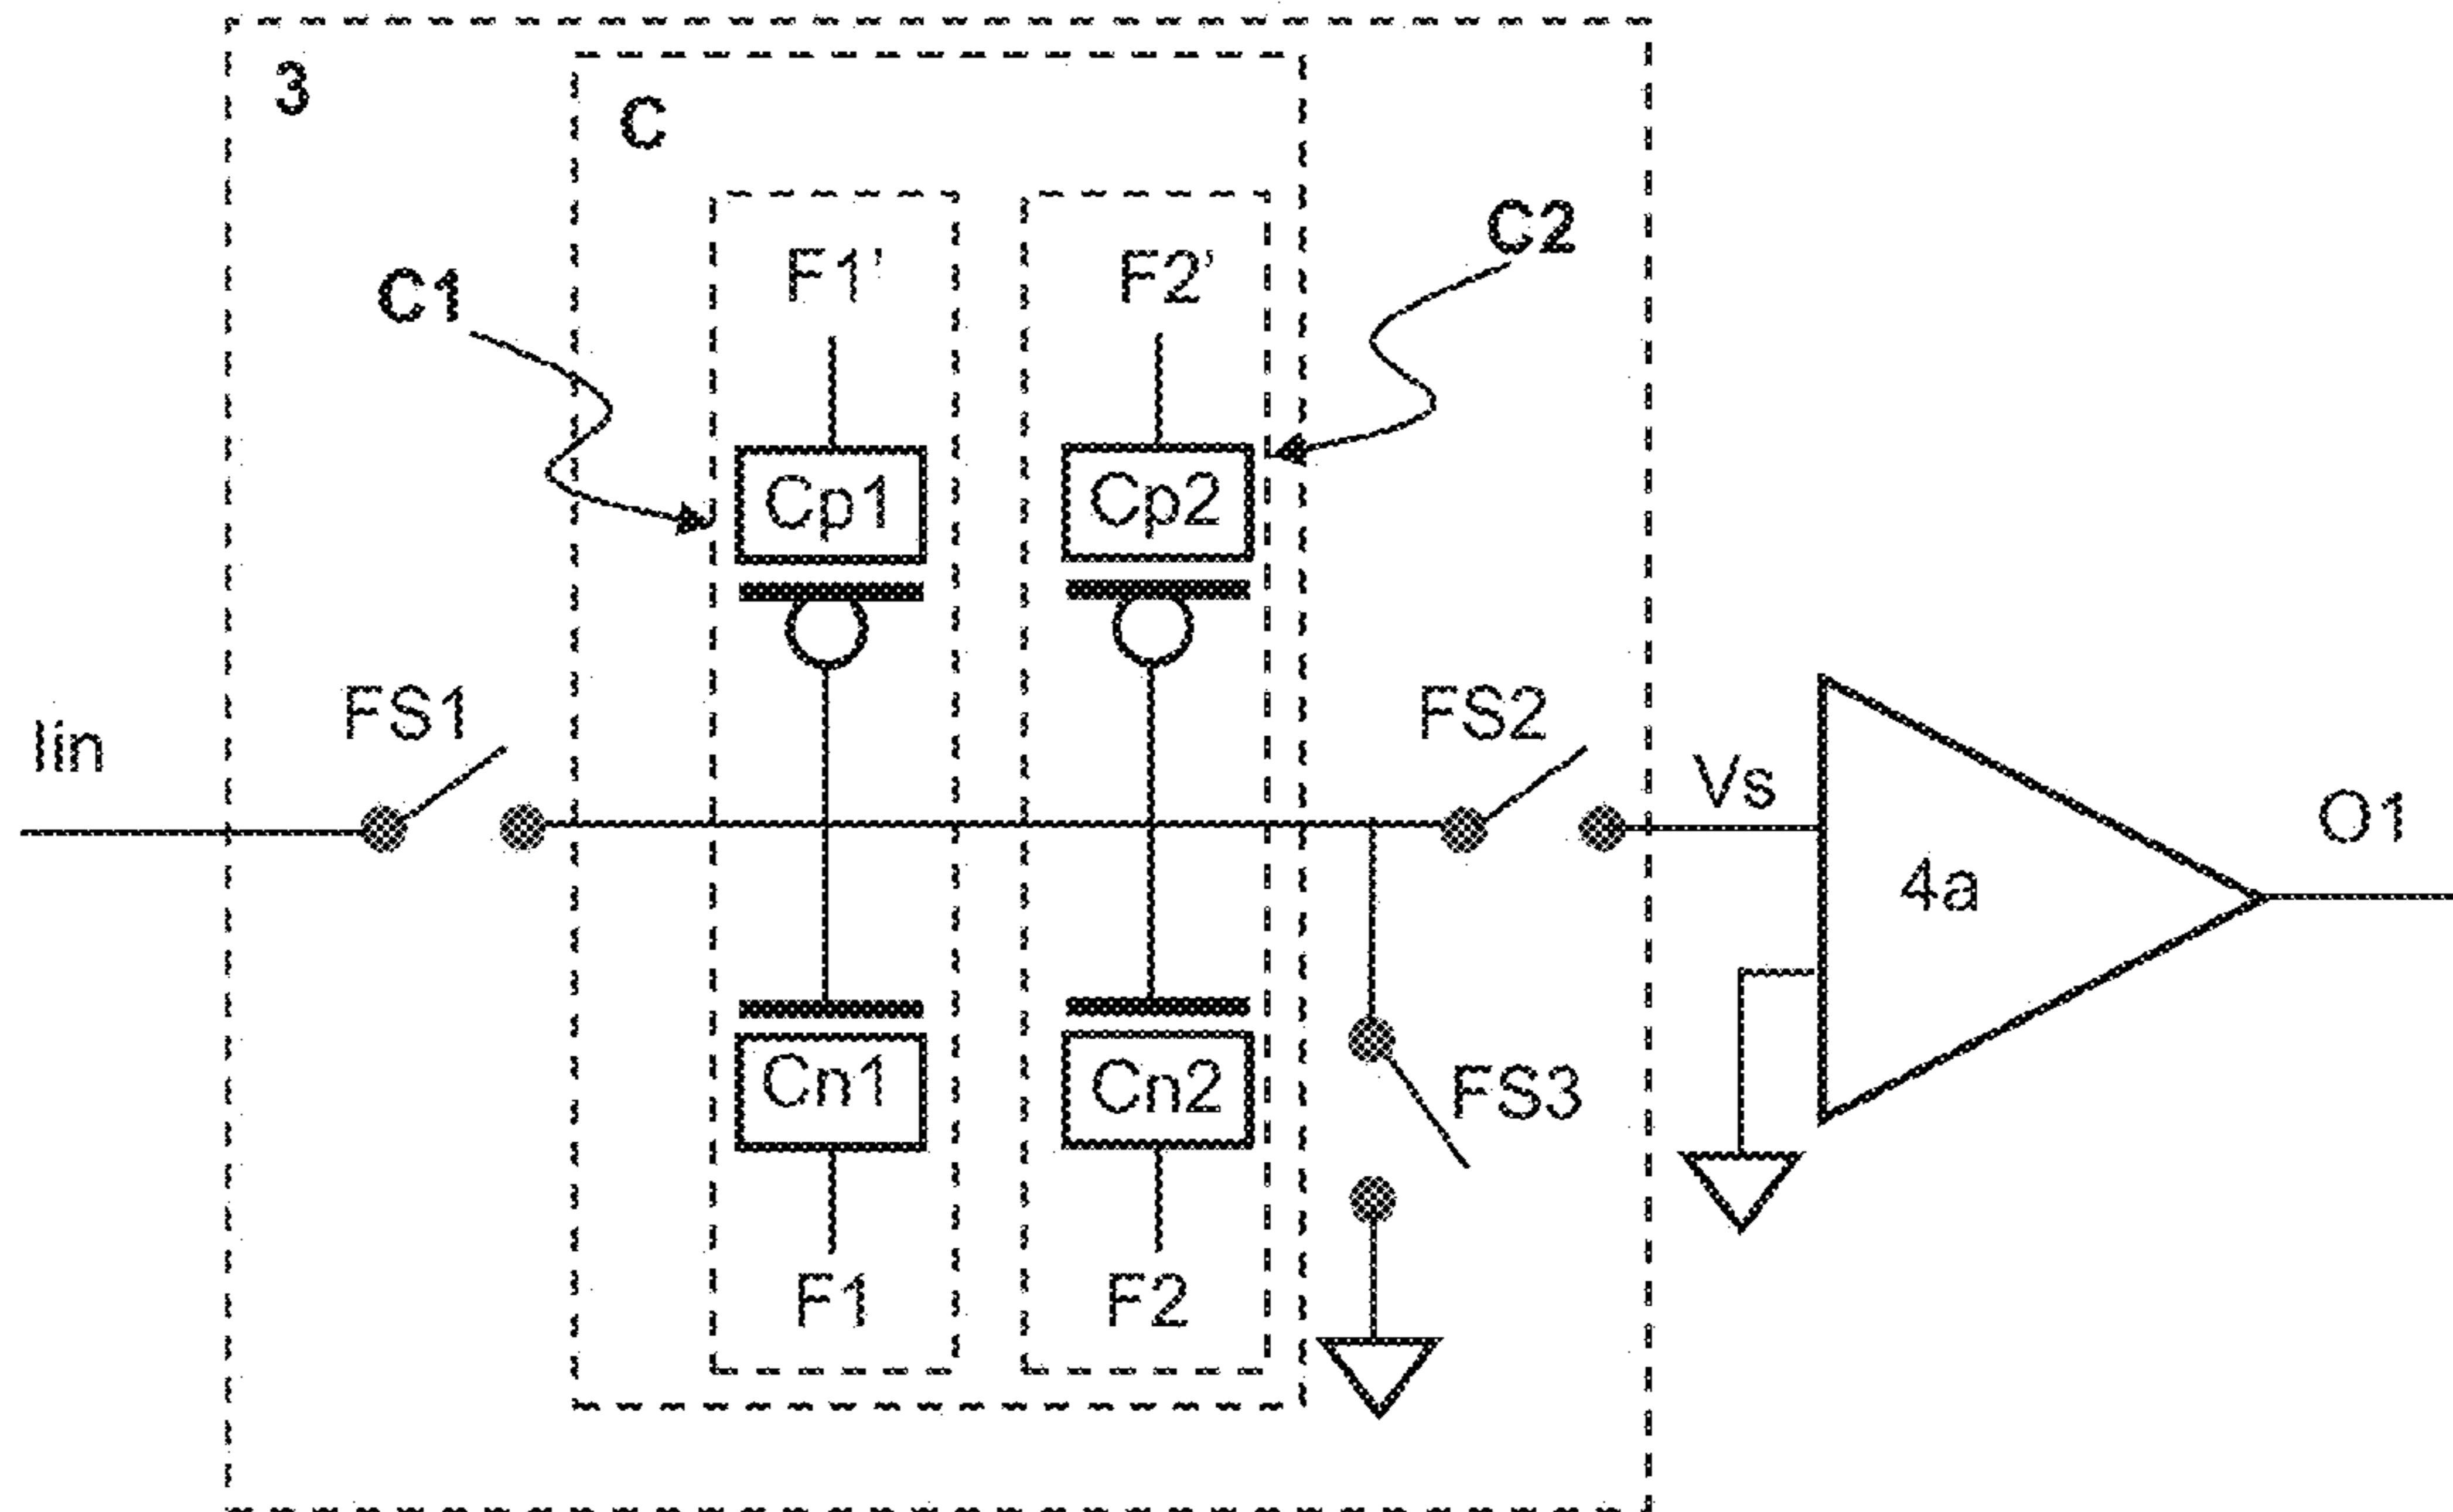 3
C
C2
F1'
F2'
C1
Cp1
Cp2
FS1
FS2
Iin
Vs
O1
4a
Cn1
Cn2
FS3
F1
F2